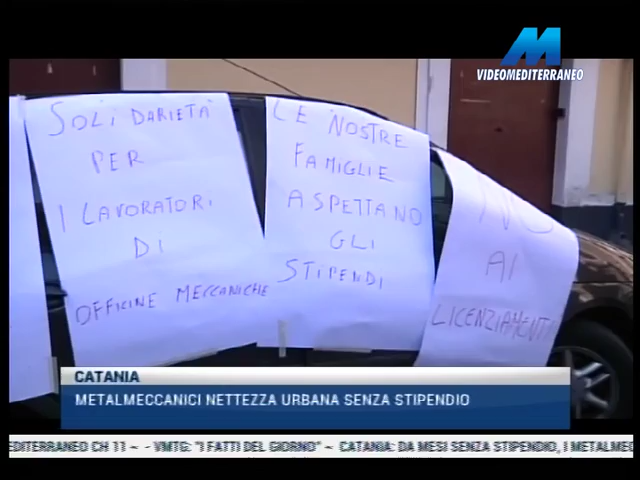 VIDEOMEDITERRANEO
SOLIDARIETÀ
PER
I LAVORATORI
DI
OFFICINE MECCANICHE
LE NOSTRE
FAMIGLIE
ASPETTANO
GLI
STIPENDI
NO
AI
LICENZIAMENTI
CATANIA
METALMECCANICI NETTEZZA URBANA SENZA STIPENDIO
EDITERRANEO CH 11 ~ - VMTG: "I FATTI DEL GIORNO" ~ CATANIA: DA MESI SENZA STIPENDIO, I METALME